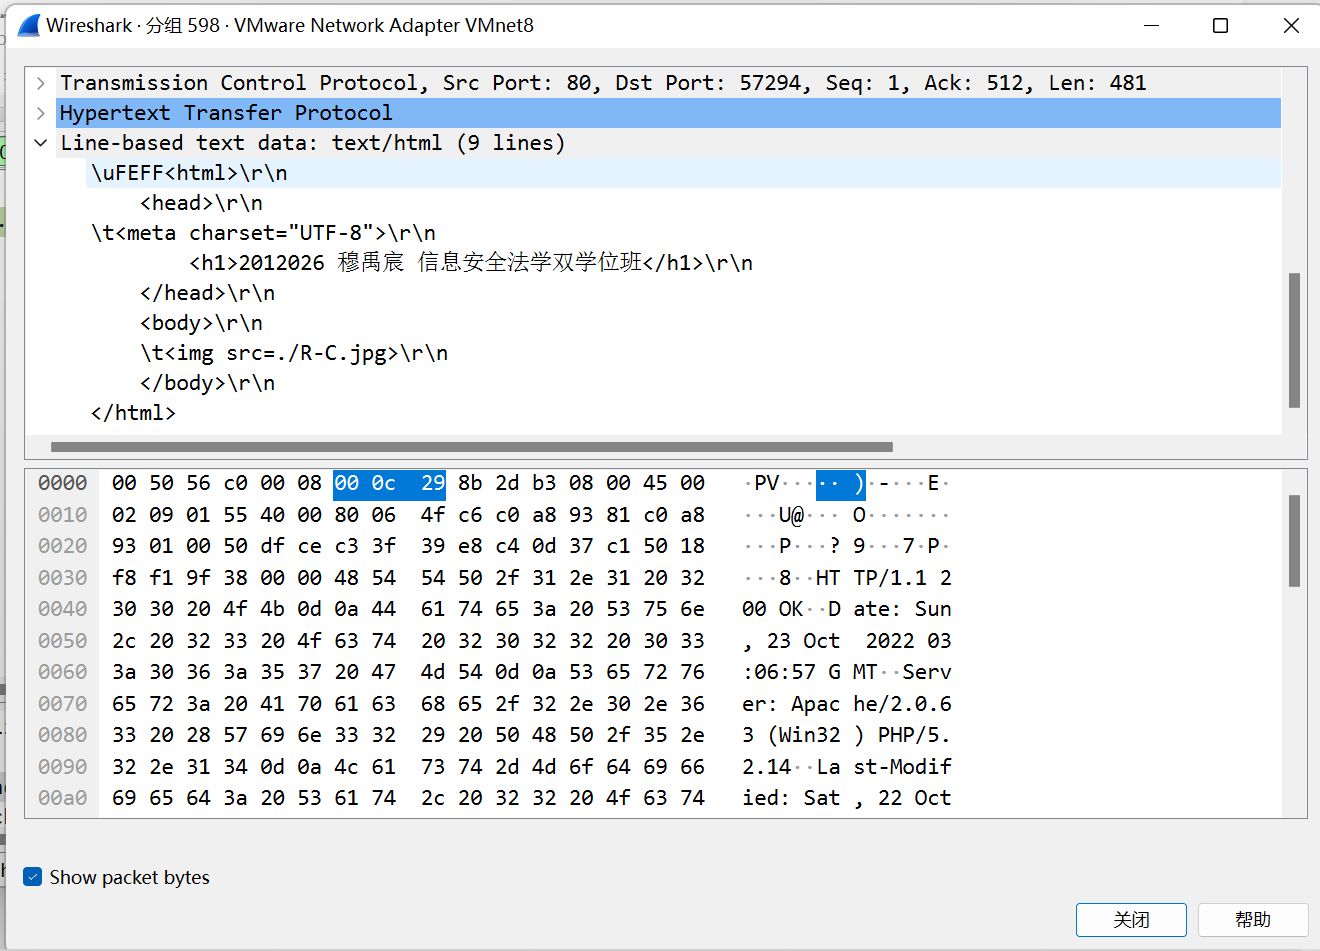 Wireshark · 分组 598 · VMware Network Adapter VMnet8
Transmission Control Protocol, Src Port: 80, Dst Port: 57294, Seq: 1, Ack: 512, Len: 481
Hypertext Transfer Protocol
Line-based text data: text/html (9 lines)
\uFEFF<html>\r\n
<head>\r\n
\t<meta charset="UTF-8">\r\n
<h1>2012026 穆禹宸 信息安全法学双学位班</h1>\r\n
</head>\r\n
<body>\r\n
\t<img src=./R-C.jpg>\r\n
</body>\r\n
</html>
0000 00 50 56 c0 00 08 00 0c 29 8b 2d b3 08 00 45 00 ·PV····· )·-···E·
0010 02 09 01 55 40 00 80 06 4f c6 c0 a8 93 81 c0 a8 ···U@··· O·······
0020 93 01 00 50 df ce c3 3f 39 e8 c4 0d 37 c1 50 18 ···P···? 9···7·P·
0030 f8 f1 9f 38 00 00 48 54 54 50 2f 31 2e 31 20 32 ···8··HT TP/1.1 2
0040 30 30 20 4f 4b 0d 0a 44 61 74 65 3a 20 53 75 6e 00 OK··D ate: Sun
0050 2c 20 32 33 20 4f 63 74 20 32 30 32 32 20 30 33 , 23 Oct 2022 03
0060 3a 30 36 3a 35 37 20 47 4d 54 0d 0a 53 65 72 76 :06:57 G MT··Serv
0070 65 72 3a 20 41 70 61 63 68 65 2f 32 2e 30 2e 36 er: Apac he/2.0.6
0080 33 20 28 57 69 6e 33 32 29 20 50 48 50 2f 35 2e 3 (Win32 ) PHP/5.
0090 32 2e 31 34 0d 0a 4c 61 73 74 2d 4d 6f 64 69 66 2.14··La st-Modif
00a0 69 65 64 3a 20 53 61 74 2c 20 32 32 20 4f 63 74 ied: Sat , 22 Oct
Show packet bytes
关闭 帮助